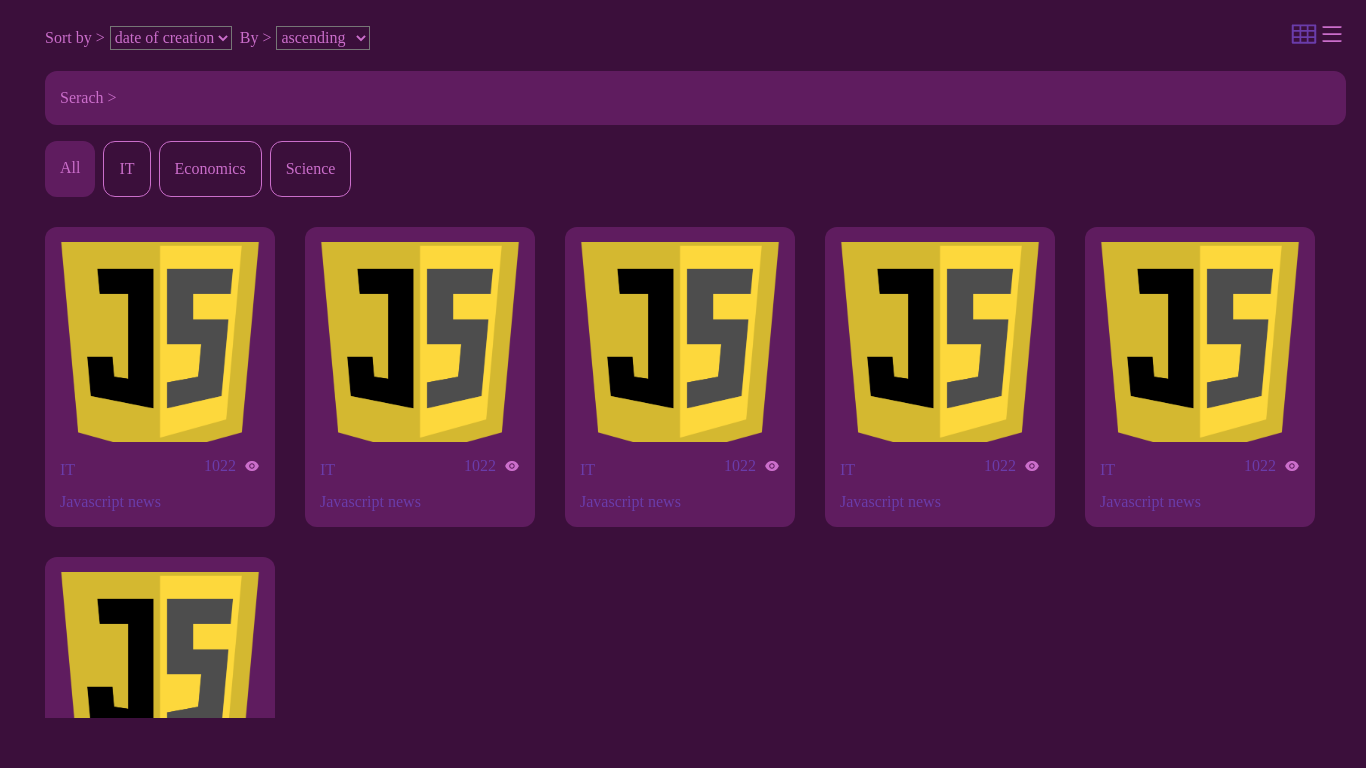 Sort by > date of creation By > ascending
Serach >
All IT Economics Science
JS JS JS JS JS
IT 1022 IT 1022 IT 1022 IT 1022 IT 1022
Javascript news Javascript news Javascript news Javascript news Javascript news
JS